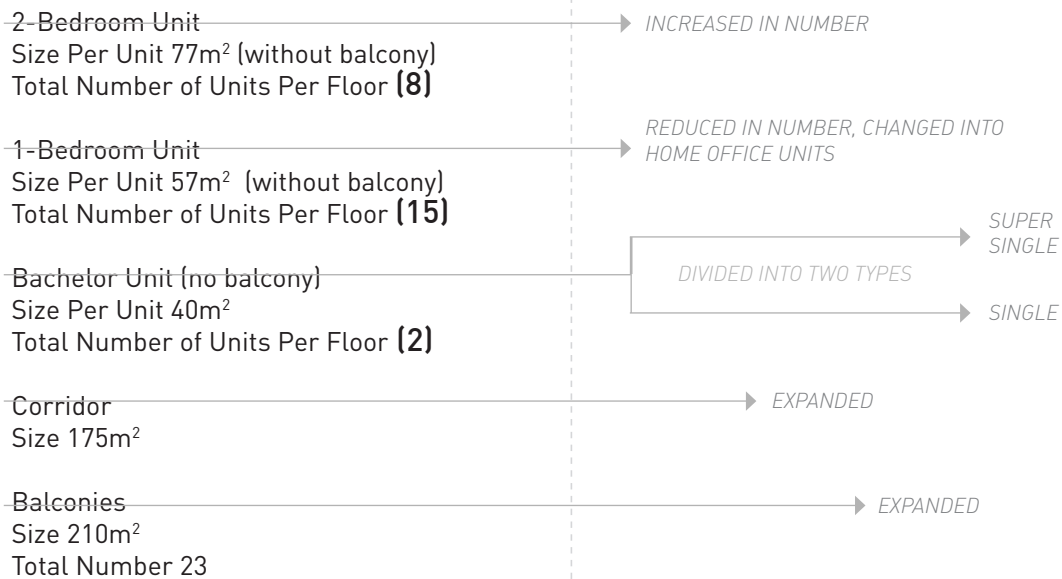 2-Bedroom Unit
INCREASED IN NUMBER
Size Per Unit 77m² (without balcony)
Total Number of Units Per Floor (8)
1-Bedroom Unit
REDUCED IN NUMBER, CHANGED INTO
HOME OFFICE UNITS
Size Per Unit 57m² (without balcony)
Total Number of Units Per Floor (15)
Bachelor Unit (no balcony)
DIVIDED INTO TWO TYPES
SUPER
SINGLE
SINGLE
Size Per Unit 40m²
Total Number of Units Per Floor (2)
Corridor
EXPANDED
Size 175m²
Balconies
EXPANDED
Size 210m²
Total Number 23